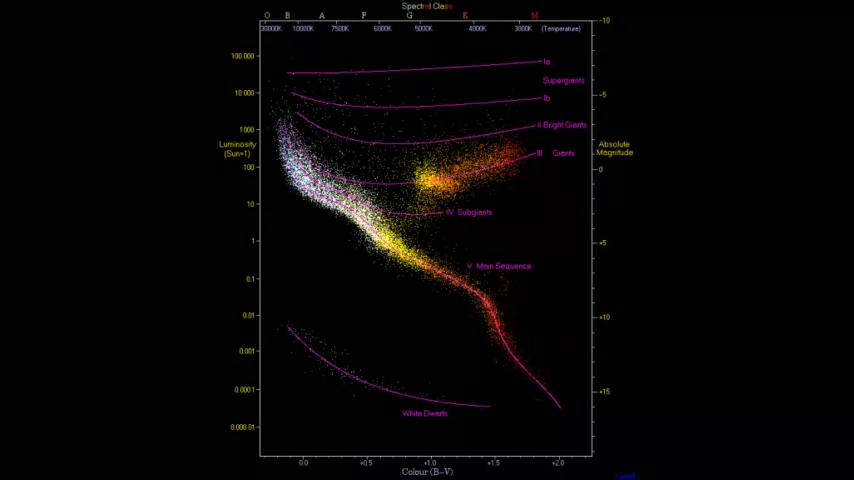 Spectral Class
O B A F G K M
30000K 10000K 7500K 6000K 5000K 4000K 3000K (Temperature)
-10
100 000
Ia
Supergiants
10 000
-5
Ib
1000
II Bright Giants
Luminosity
(Sun=1)
Absolute
Magnitude
III Giants
100
0
10
IV Subgiants
1
+5
V Main Sequence
0.1
0.01
+10
0.001
0.0001
+15
White Dwarfs
0.000 01
0.0 +0.5 +1.0 +1.5 +2.0
Colour (B-V)